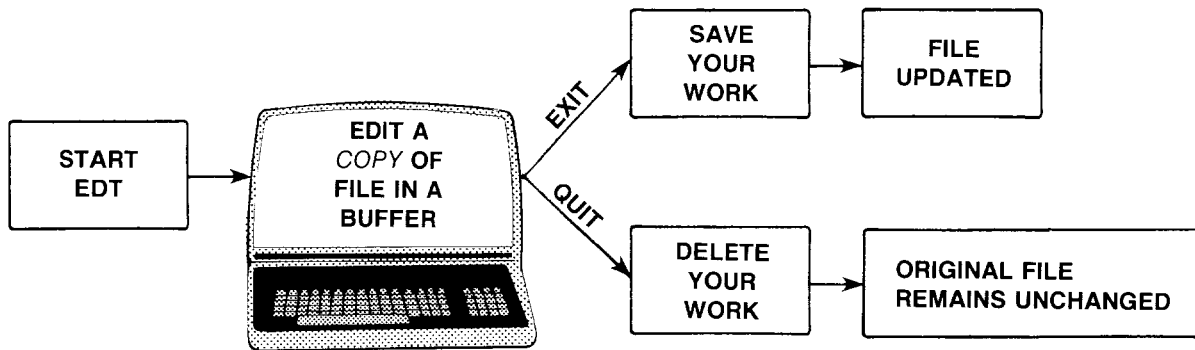 START
EDT
EDIT A
COPY OF
FILE IN A
BUFFER
EXIT
SAVE
YOUR
WORK
FILE
UPDATED
QUIT
DELETE
YOUR
WORK
ORIGINAL FILE
REMAINS UNCHANGED